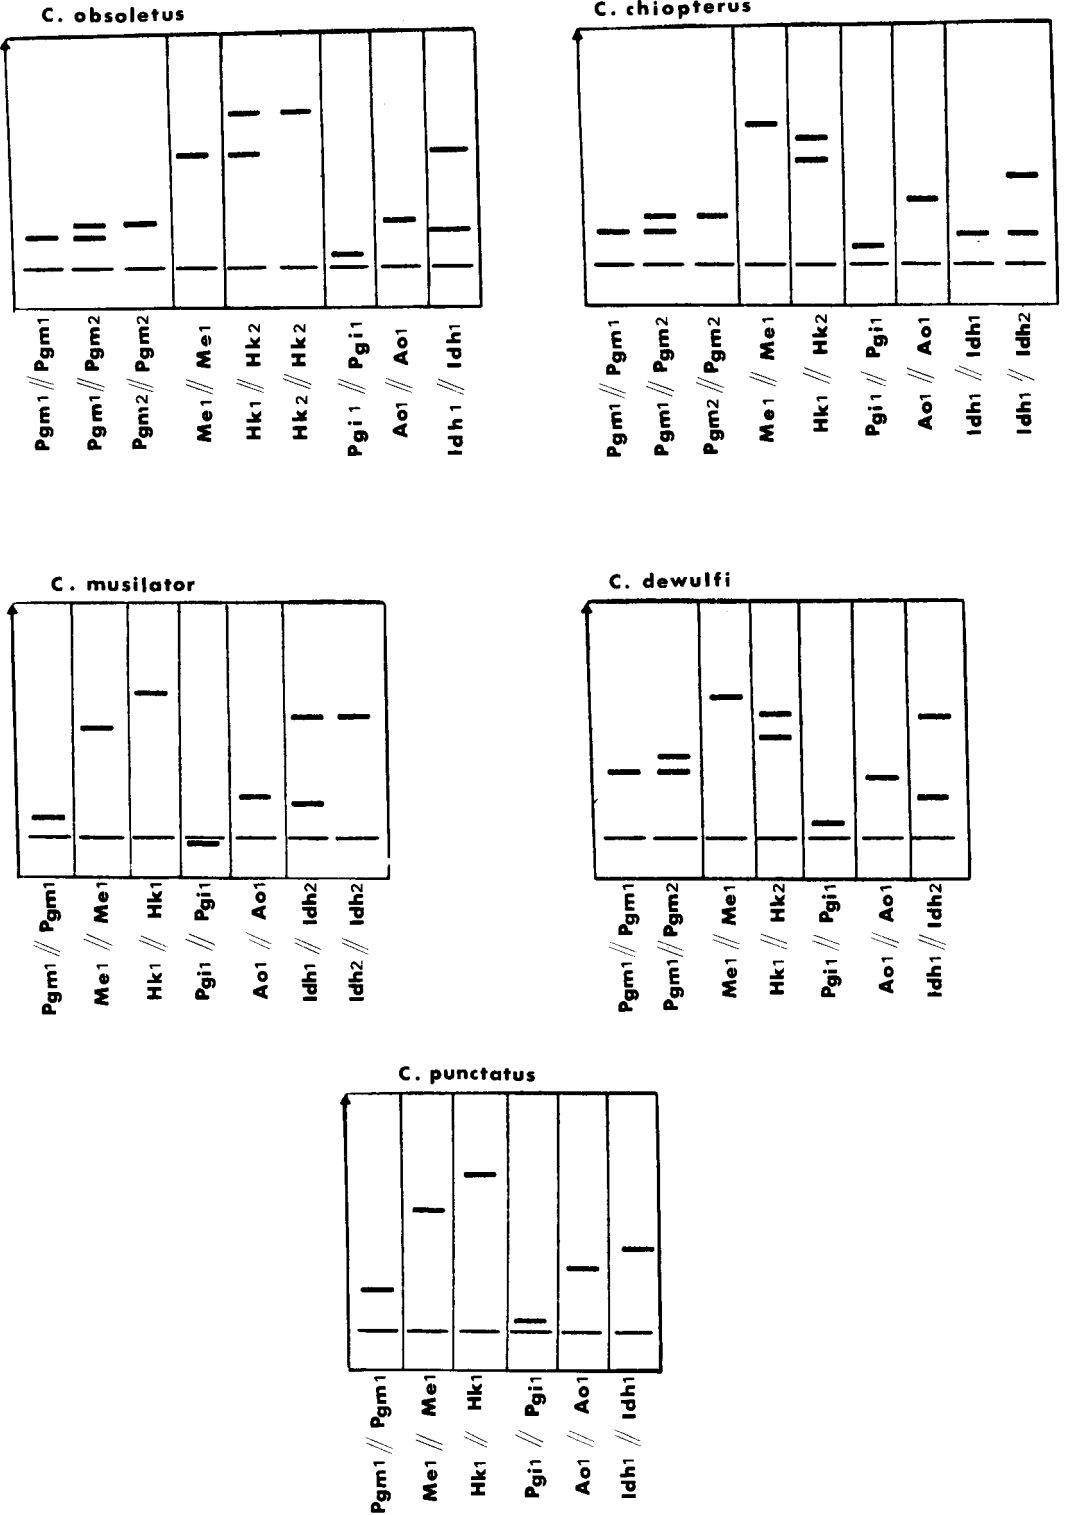 C. obsoletus
Pgm1 // Pgm1
Pgm1 // Pgm2
Pgm2 // Pgm2
Me1 // Me1
Hk1 // Hk2
Hk2 // Hk2
Pgi1 // Pgi1
Ao1 // Ao1
Idh1 // Idh1
C. chiopterus
Pgm1 // Pgm1
Pgm1 // Pgm2
Pgm2 // Pgm2
Me1 // Me1
Hk1 // Hk2
Pgi1 // Pgi1
Ao1 // Ao1
Idh1 // Idh1
Idh1 // Idh2
C. musilator
Pgm1 // Pgm1
Me1 // Me1
Hk1 // Hk1
Pgi1 // Pgi1
Ao1 // Ao1
Idh1 // Idh2
Idh2 // Idh2
C. dewulfi
Pgm1 // Pgm1
Pgm1 // Pgm2
Me1 // Me1
Hk1 // Hk2
Pgi1 // Pgi1
Ao1 // Ao1
Idh1 // Idh2
C. punctatus
Pgm1 // Pgm1
Me1 // Me1
Hk1 // Hk1
Pgi1 // Pgi1
Ao1 // Ao1
Idh1 // Idh1